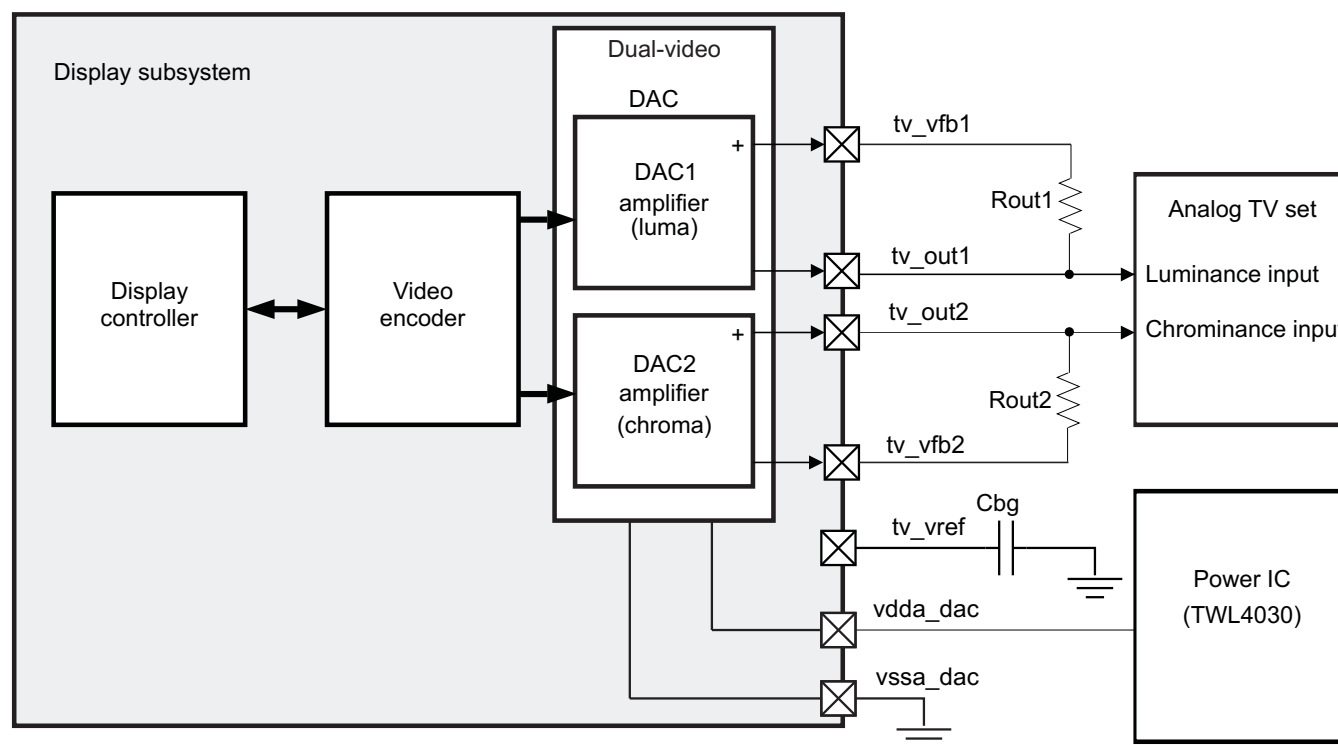 Display subsystem
Dual-video
DAC
DAC1
amplifier
(luma)
+
DAC2
amplifier
(chroma)
+
Display
controller
Video
encoder
tv_vfb1
Rout1
tv_out1
tv_out2
Rout2
tv_vfb2
Cbg
tv_vref
vdda_dac
vssa_dac
Analog TV set
Luminance input
Chrominance input
Power IC
(TWL4030)